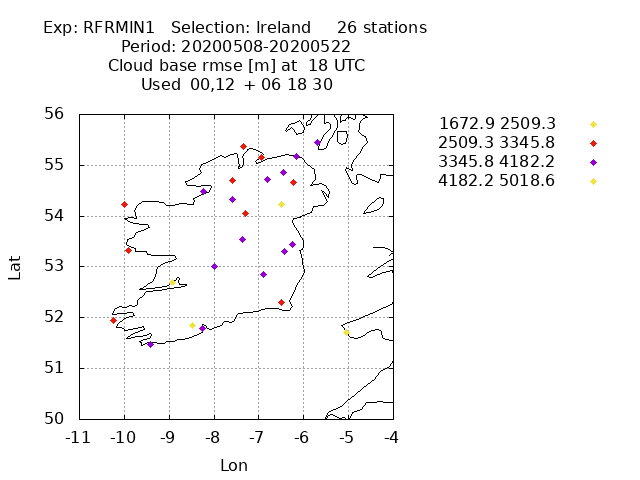 Exp: RFRMIN1 Selection: Ireland 26 stations
Period: 20200508-20200522
Cloud base rmse [m] at 18 UTC
Used 00,12 + 06 18 30
1672.9 2509.3
2509.3 3345.8
3345.8 4182.2
4182.2 5018.6
56
55
54
53
52
51
50
-11 -10 -9 -8 -7 -6 -5 -4
Lat
Lon